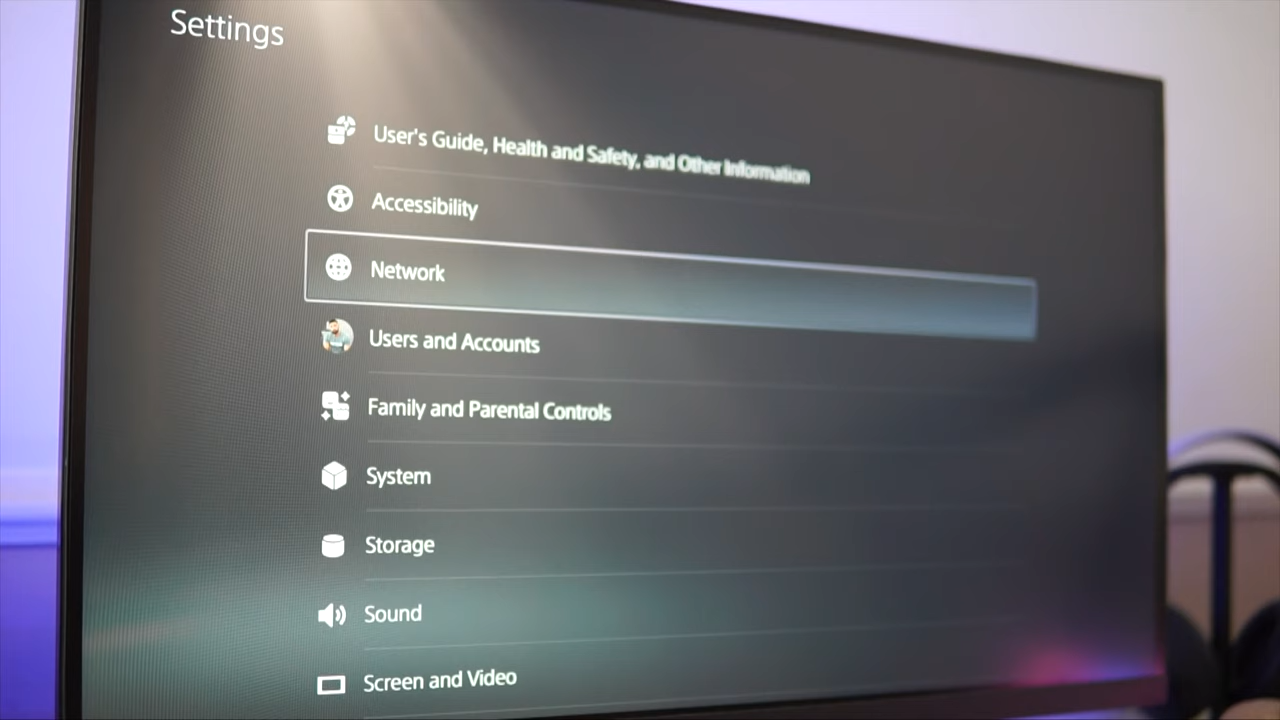 Settings
User's Guide, Health and Safety, and Other Information
Accessibility
Network
Users and Accounts
Family and Parental Controls
System
Storage
Sound
Screen and Video